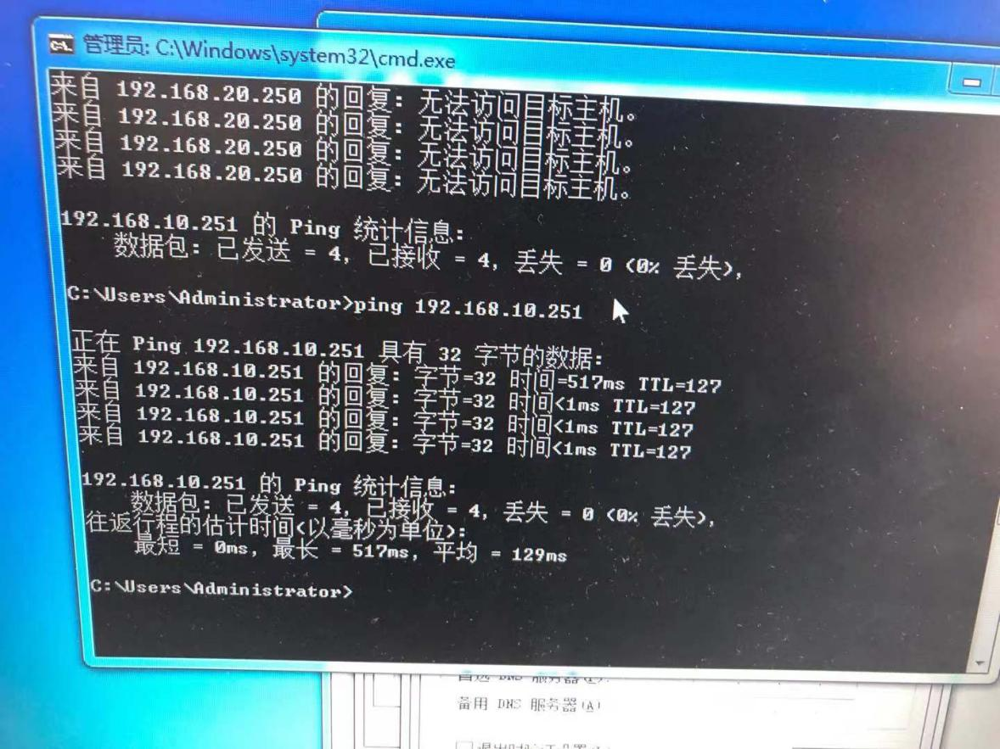 管理员: C:\Windows\system32\cmd.exe
来自 192.168.20.250 的回复: 无法访问目标主机。
来自 192.168.20.250 的回复: 无法访问目标主机。
来自 192.168.20.250 的回复: 无法访问目标主机。
来自 192.168.20.250 的回复: 无法访问目标主机。
192.168.10.251 的 Ping 统计信息:
数据包: 已发送 = 4, 已接收 = 4, 丢失 = 0 (0% 丢失),
C:\Users\Administrator>ping 192.168.10.251
正在 Ping 192.168.10.251 具有 32 字节的数据:
来自 192.168.10.251 的回复: 字节=32 时间=517ms TTL=127
来自 192.168.10.251 的回复: 字节=32 时间<1ms TTL=127
来自 192.168.10.251 的回复: 字节=32 时间<1ms TTL=127
来自 192.168.10.251 的回复: 字节=32 时间<1ms TTL=127
192.168.10.251 的 Ping 统计信息:
数据包: 已发送 = 4, 已接收 = 4, 丢失 = 0 (0% 丢失),
往返行程的估计时间(以毫秒为单位):
最短 = 0ms, 最长 = 517ms, 平均 = 129ms
C:\Users\Administrator>
备用 DNS 服务器(A)